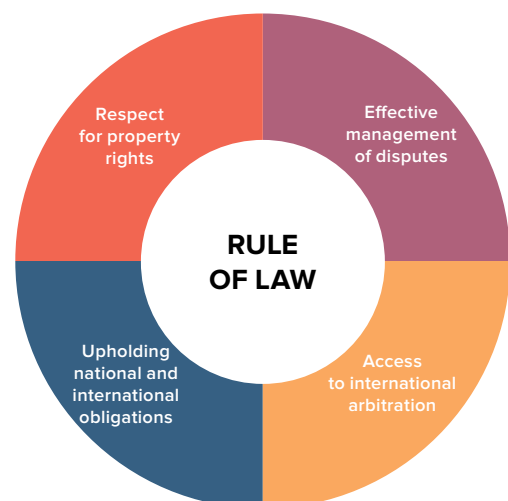 Respect
for property
rights
Effective
management
of disputes
RULE
OF LAW
Upholding
national and
international
obligations
Access
to international
arbitration